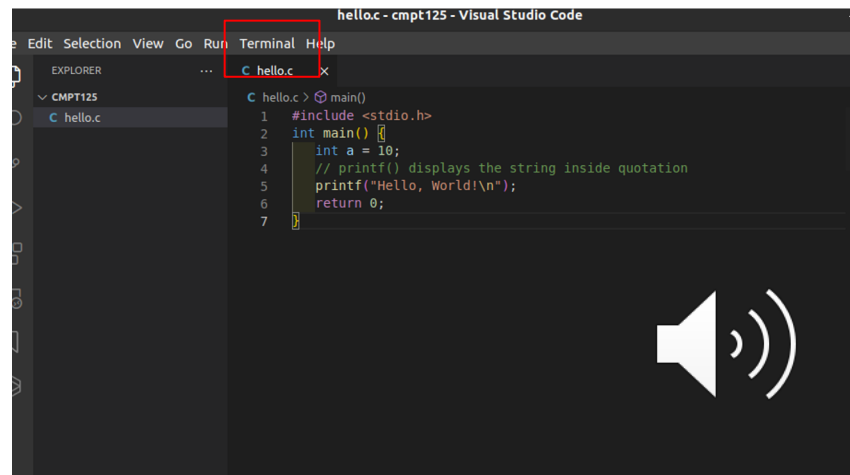 hello.c - cmpt125 - Visual Studio Code
Edit Selection View Go Run Terminal Help
EXPLORER ... C hello.c ×
CMPT125
C hello.c
C hello.c > main()
1 #include <stdio.h>
2 int main() {
3 int a = 10;
4 // printf() displays the string inside quotation
5 printf("Hello, World!\n");
6 return 0;
7 }